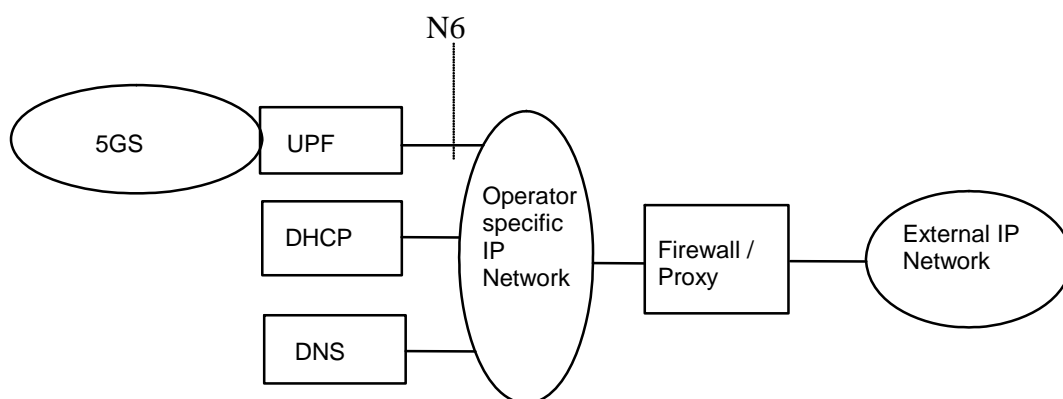 N6
5GS
UPF
DHCP
DNS
Operator
specific
IP
Network
Firewall /
Proxy
External IP
Network